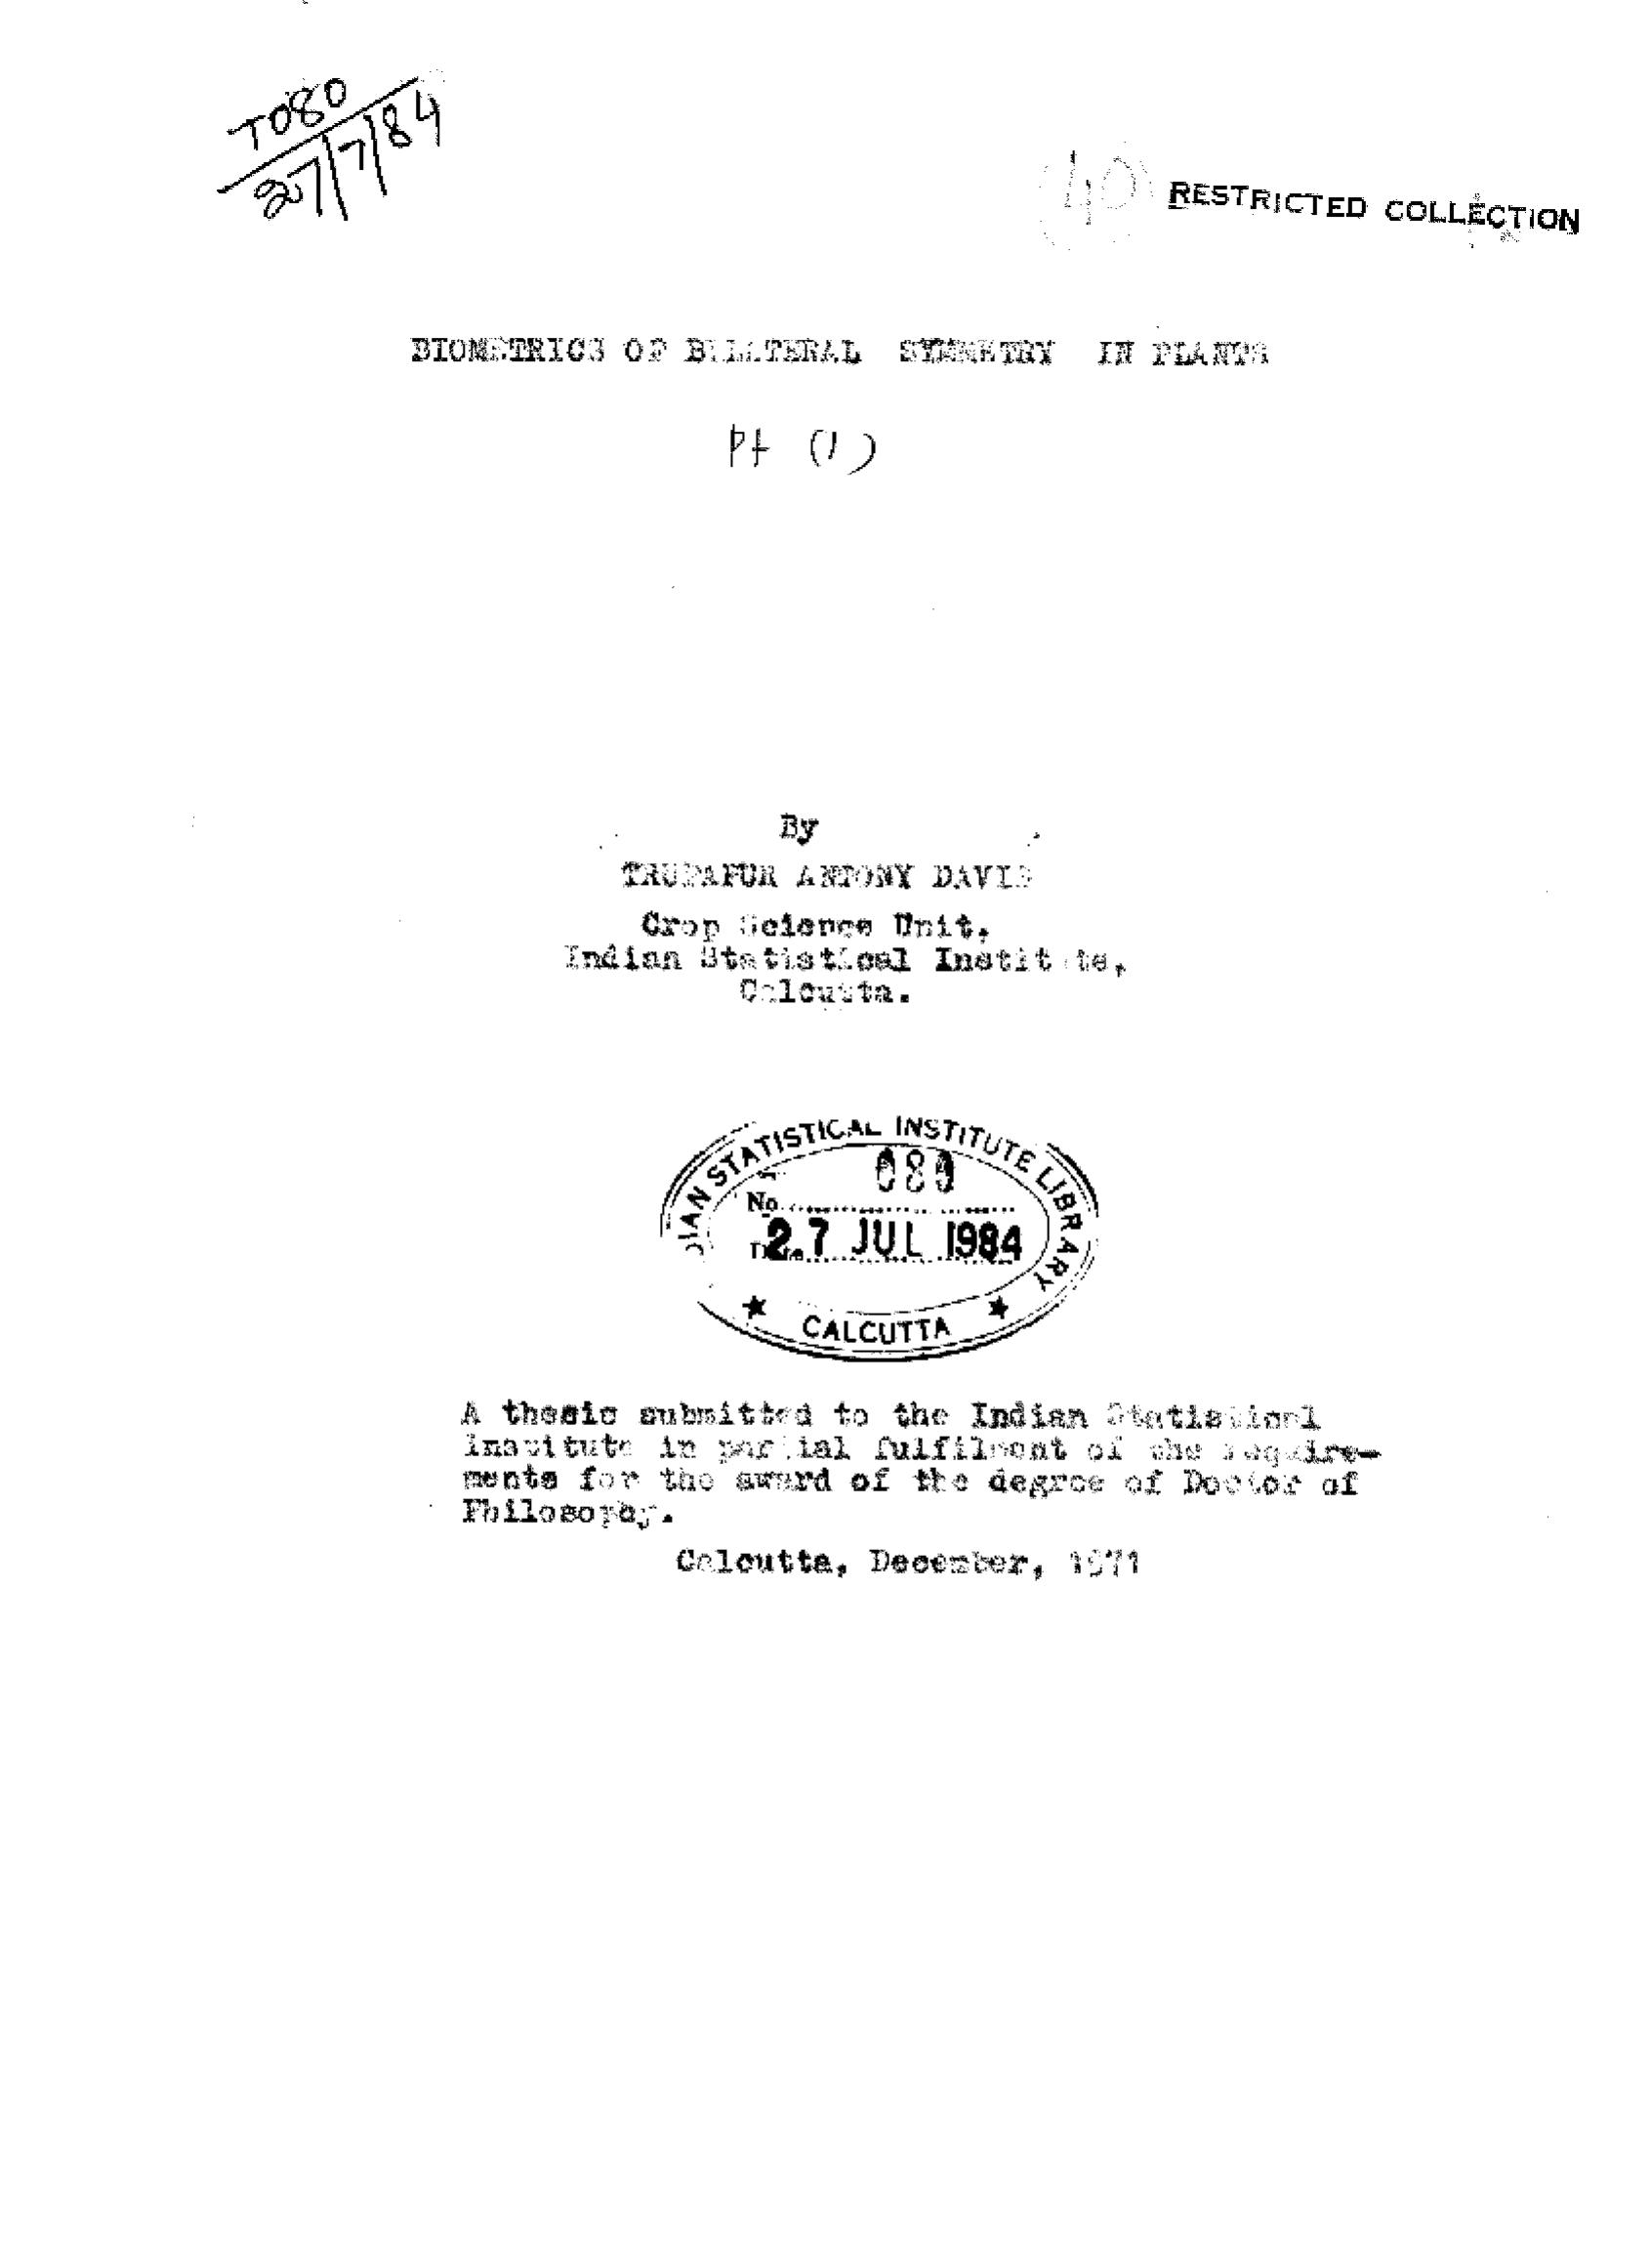 T080
27/7/84
40 RESTRICTED COLLECTION
BIOMETRICS OF BILATERAL SYMMETRY IN PLANTS
Pt (1)
By
ANTONY DAVIS
Crop Science Unit,
Indian Statistical Institute,
Calcutta.
INDIAN STATISTICAL INSTITUTE LIBRARY
No. 080
27 JUL 1984
★ CALCUTTA ★
A thesis submitted to the Indian Statistical
Institute in partial fulfilment of the require-
ments for the award of the degree of Doctor of
Philosophy.
Calcutta, December, 1971